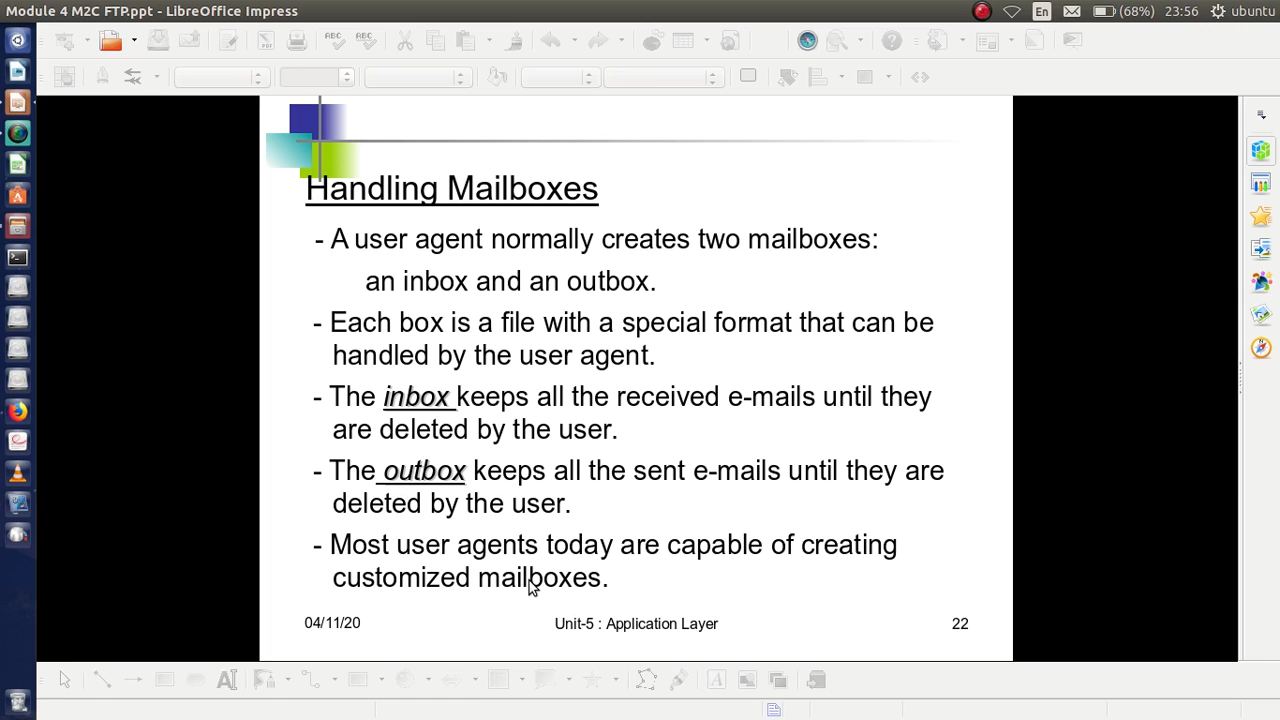 Module 4 M2C FTP.ppt - LibreOffice Impress
En
(68%)
23:56
ubuntu
Handling Mailboxes
- A user agent normally creates two mailboxes:
an inbox and an outbox.
- Each box is a file with a special format that can be
handled by the user agent.
- The inbox keeps all the received e-mails until they
are deleted by the user.
- The outbox keeps all the sent e-mails until they are
deleted by the user.
- Most user agents today are capable of creating
customized mailboxes.
04/11/20
Unit-5 : Application Layer
22